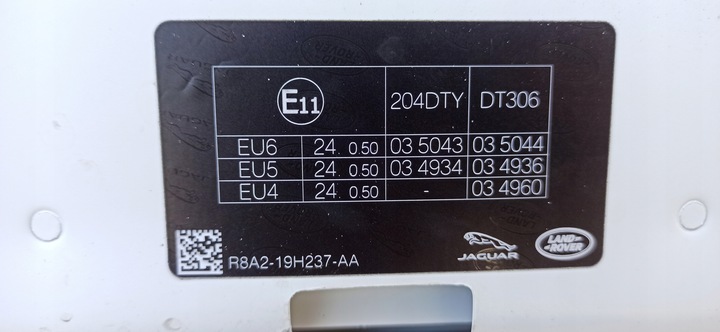 E11 204DTY DT306
EU6 24. 0.50 03 5043 03 5044
EU5 24. 0.50 03 4934 03 4936
EU4 24. 0.50 - 03 4960
R8A2-19H237-AA
JAGUAR
LAND ROVER